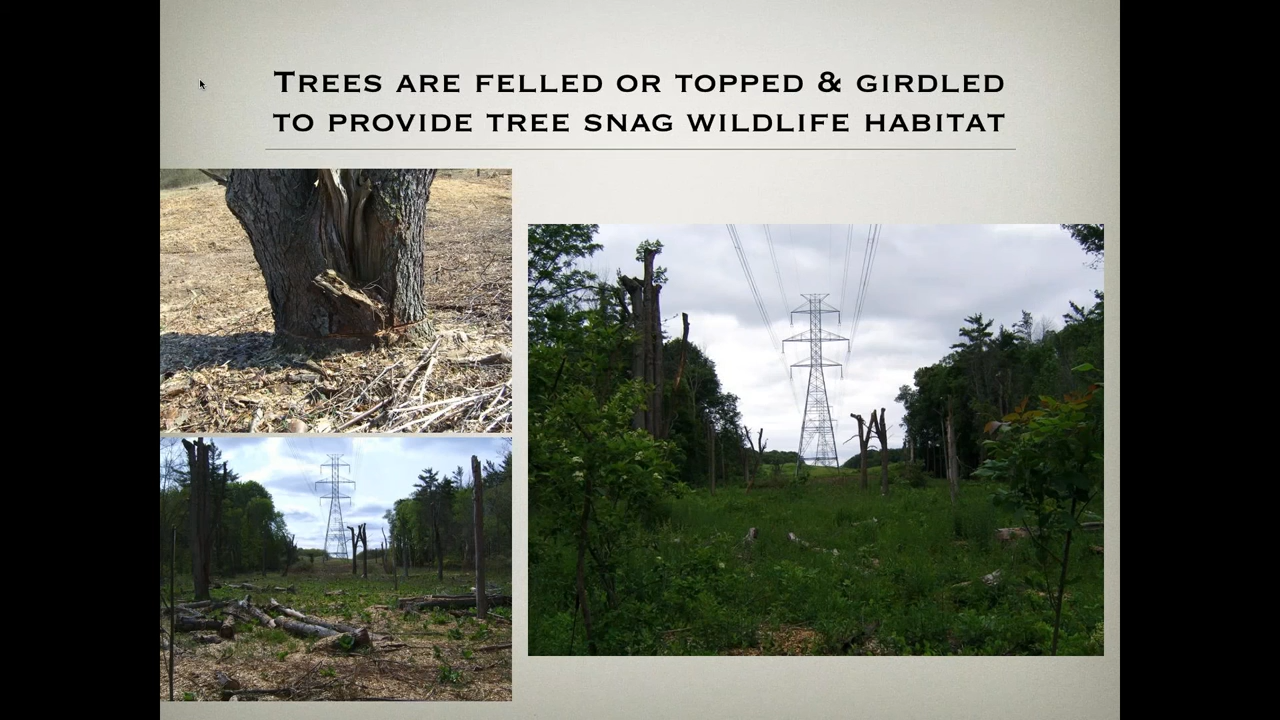 Trees are felled or topped & girdled
to provide tree snag wildlife habitat